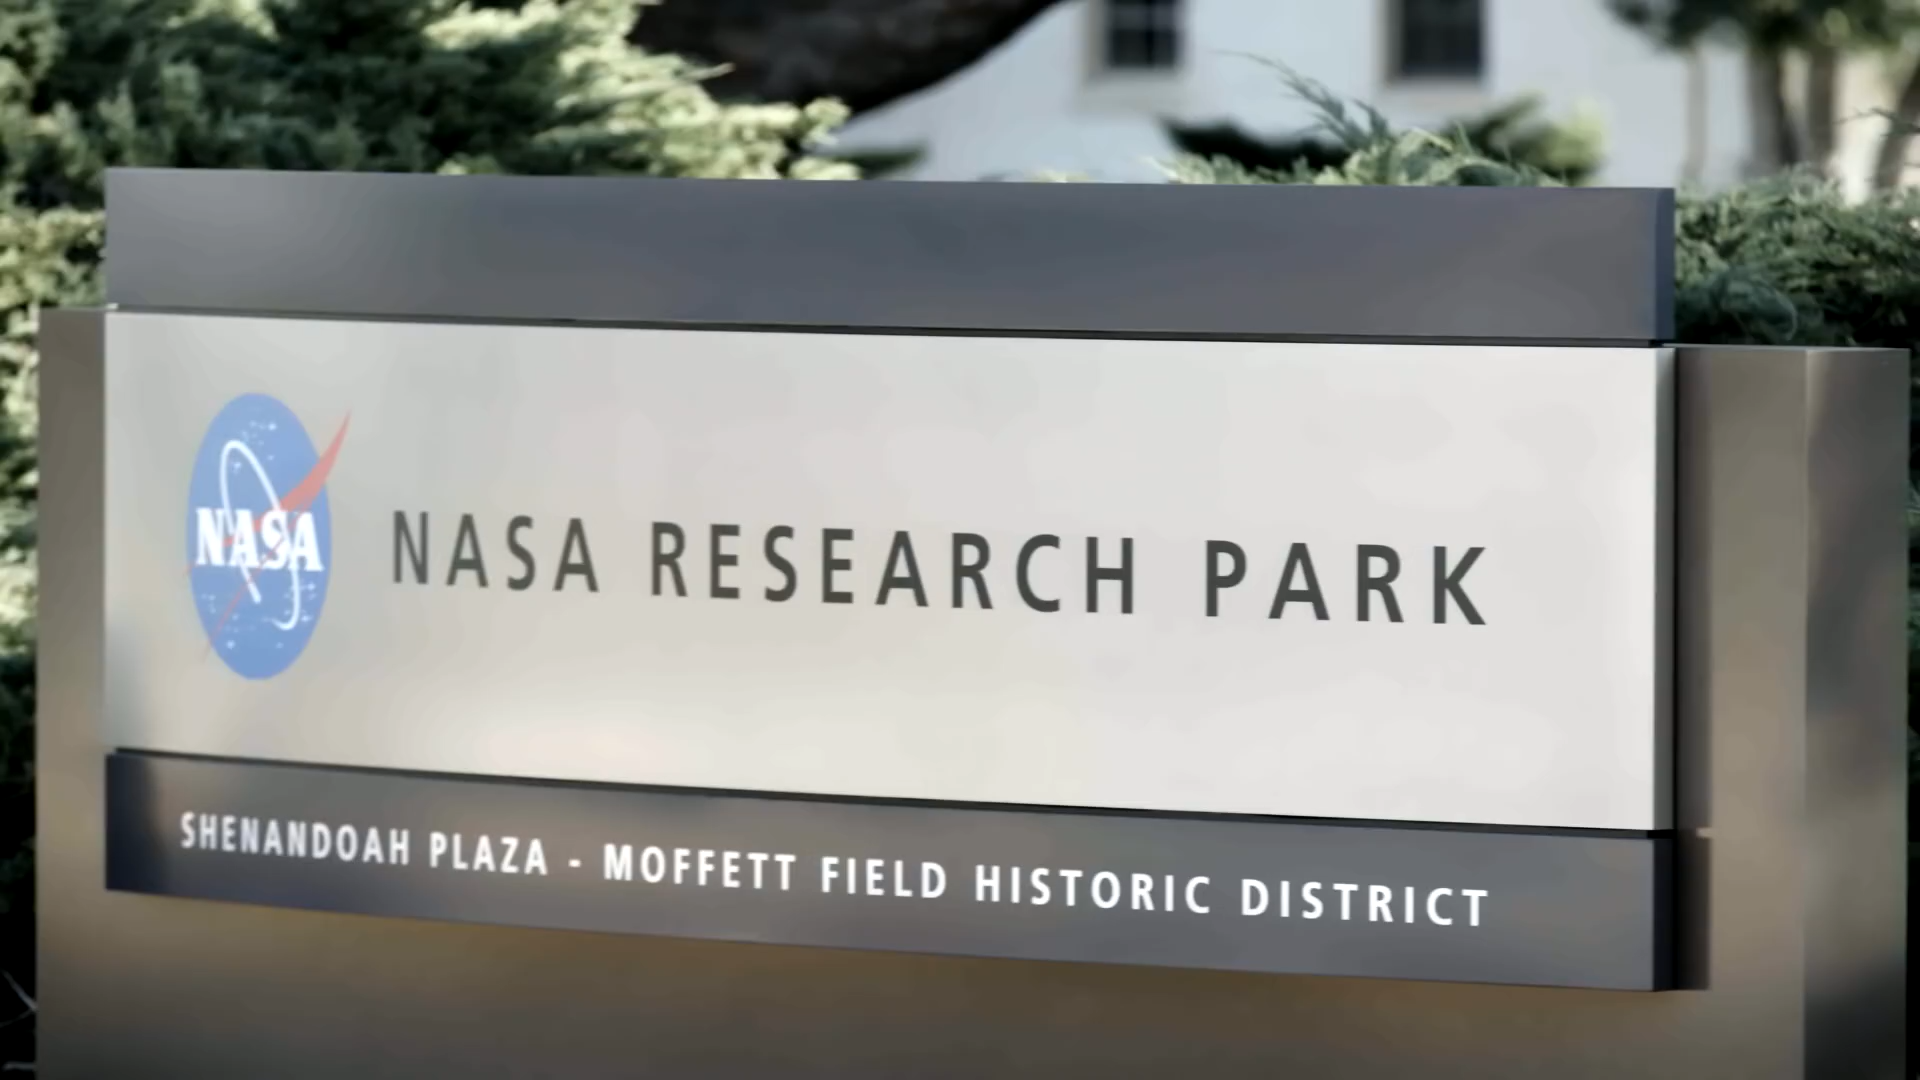 NASA
NASA RESEARCH PARK
SHENANDOAH PLAZA - MOFFETT FIELD HISTORIC DISTRICT